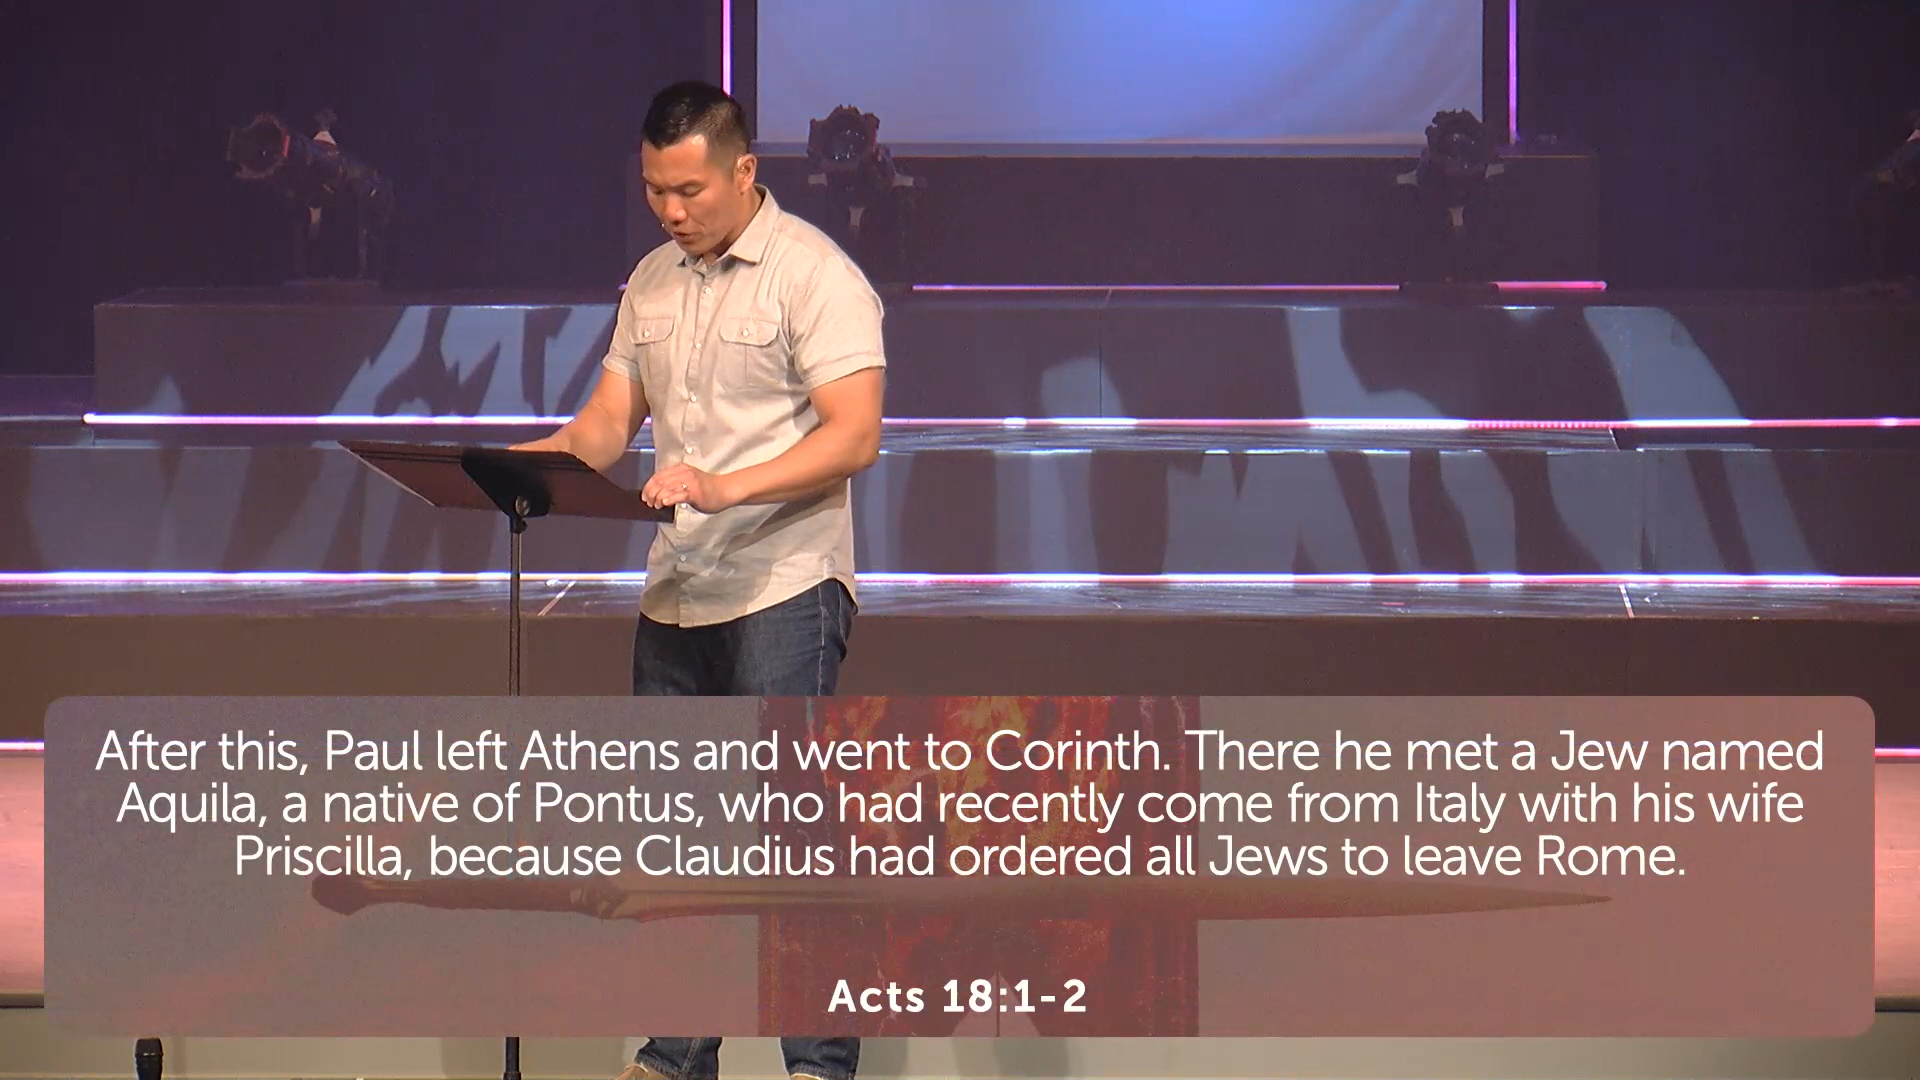 After this, Paul left Athens and went to Corinth. There he met a Jew named
Aquila, a native of Pontus, who had recently come from Italy with his wife
Priscilla, because Claudius had ordered all Jews to leave Rome.
Acts 18:1-2